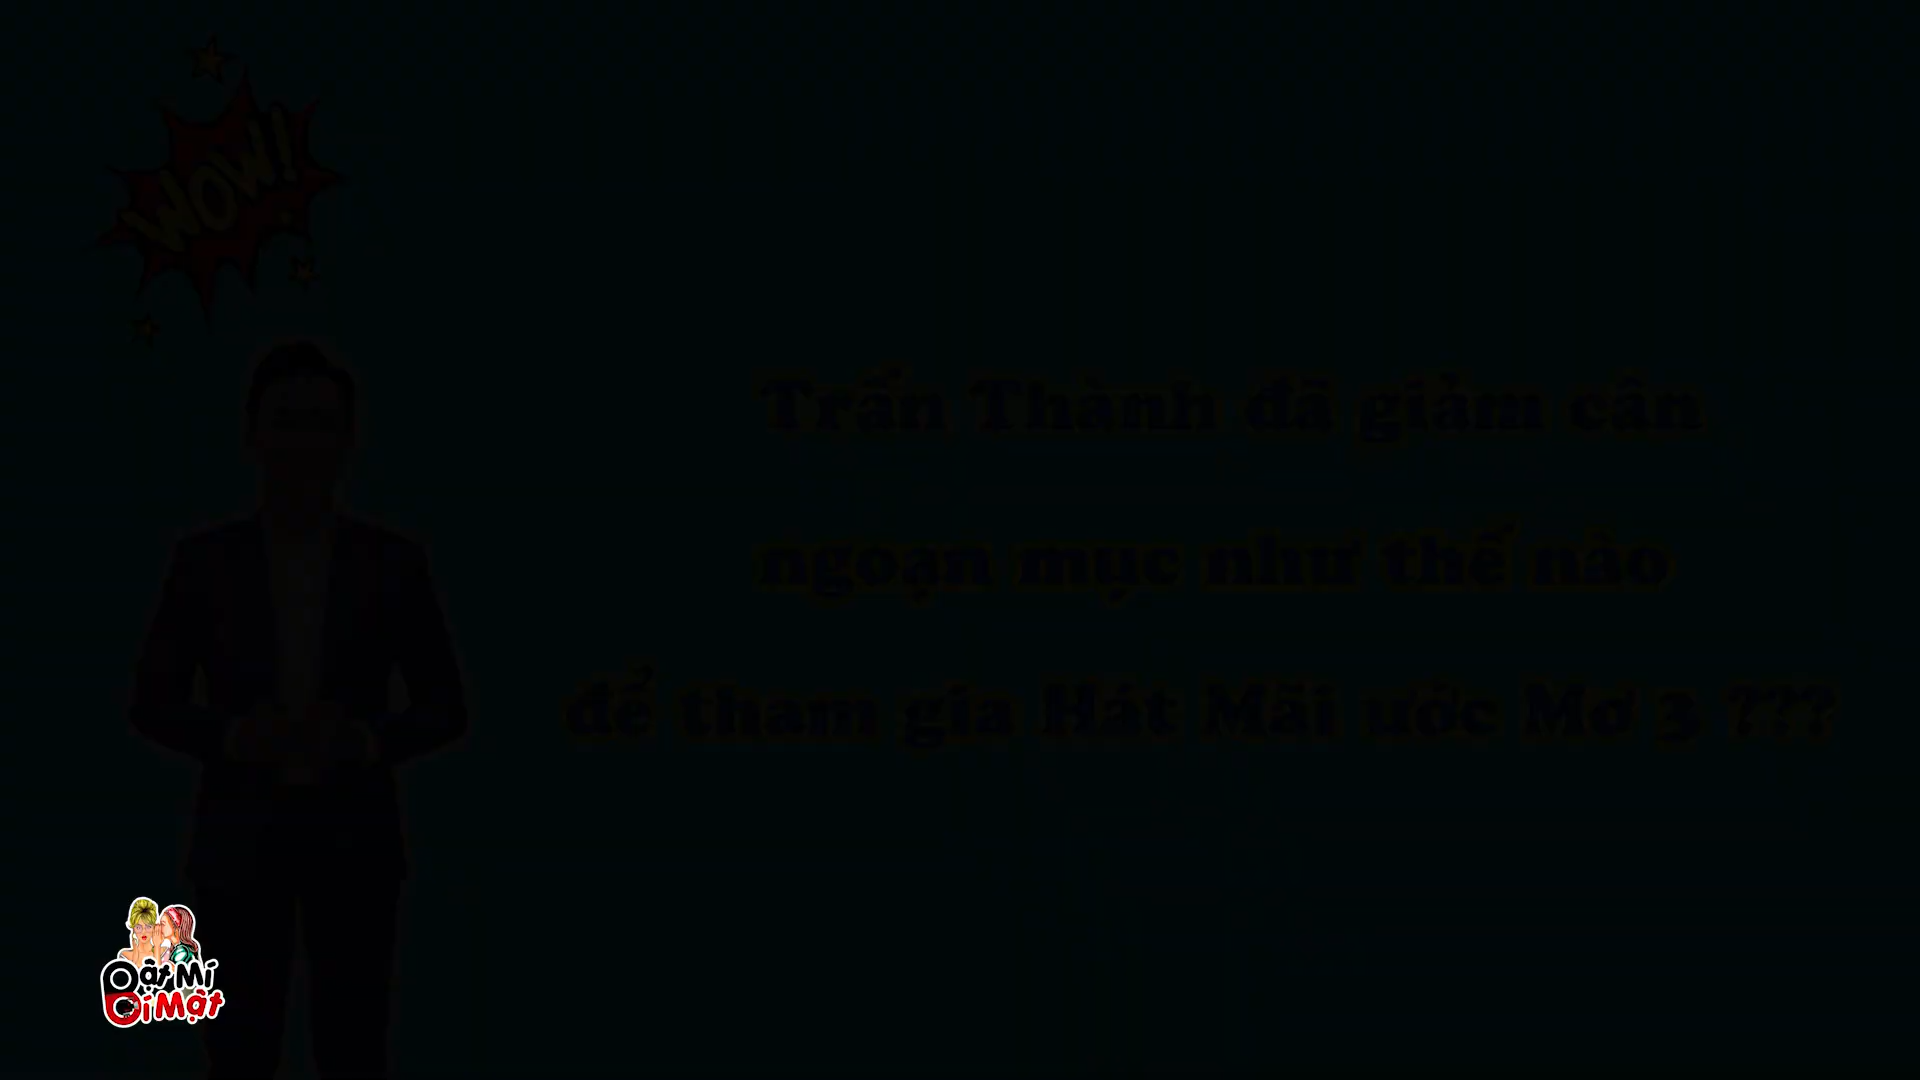 WOW!
Trấn Thành đã giảm cân
ngoạn mục như thế nào
để tham gia Hát Mãi ước Mơ 3 ???
Bật Mí
Bí Mật